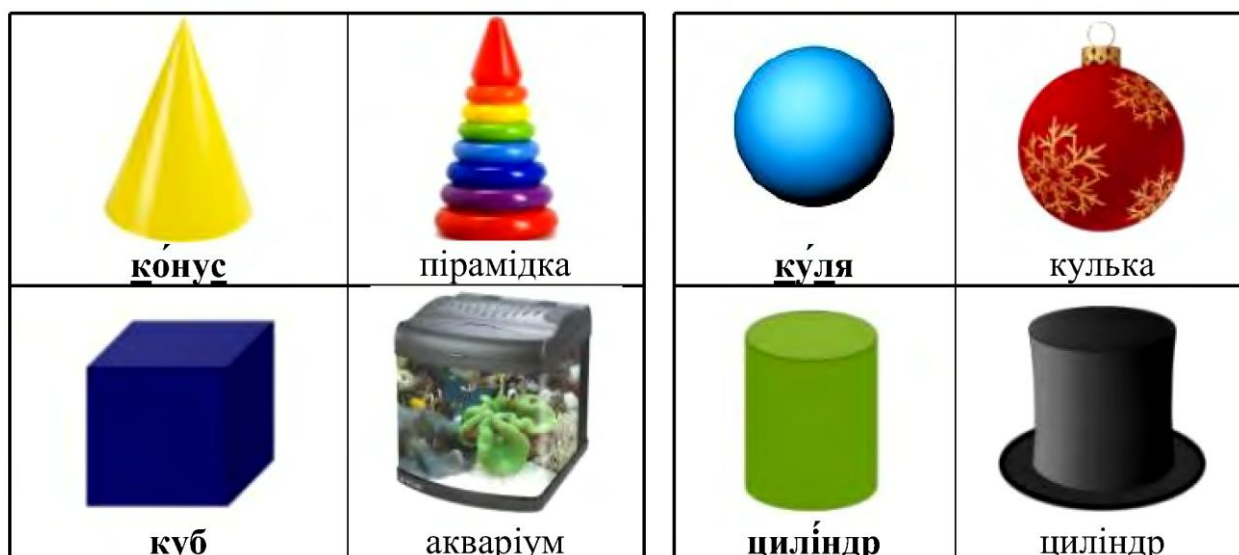 ко́нус пірамідка ку́ля кулька
куб акваріум цилі́ндр циліндр